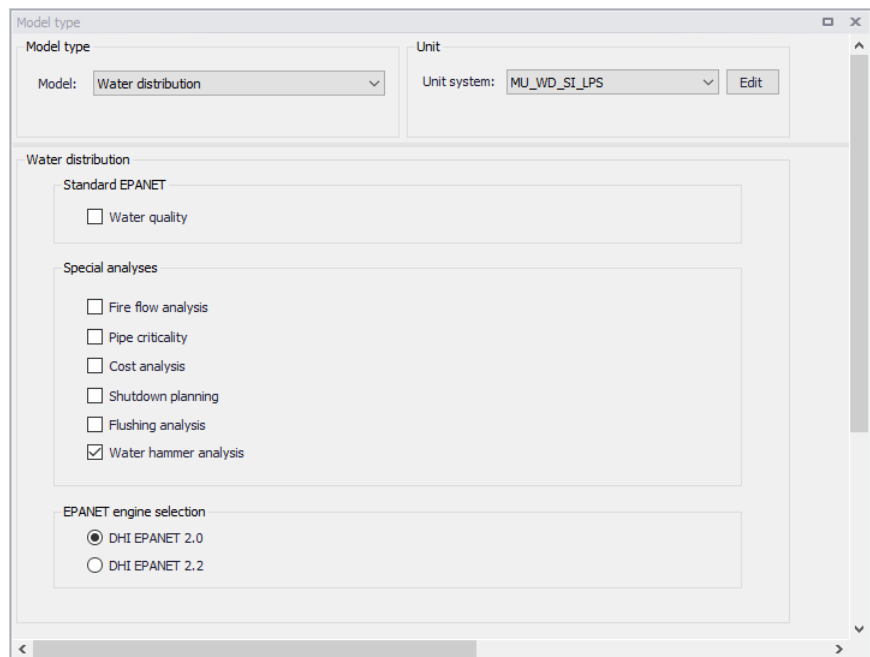 Model type
Model type
Model: Water distribution
Unit
Unit system: MU_WD_SI_LPS Edit
Water distribution
Standard EPANET
Water quality
Special analyses
Fire flow analysis
Pipe criticality
Cost analysis
Shutdown planning
Flushing analysis
Water hammer analysis
EPANET engine selection
DHI EPANET 2.0
DHI EPANET 2.2